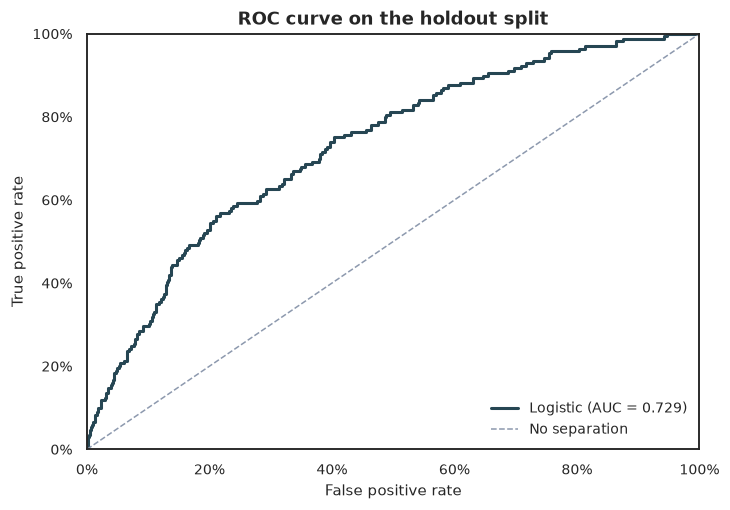 ROC curve on the holdout split
100%
80%
60%
40%
20%
0%
True positive rate
Logistic (AUC = 0.729)
No separation
0% 20% 40% 60% 80% 100%
False positive rate